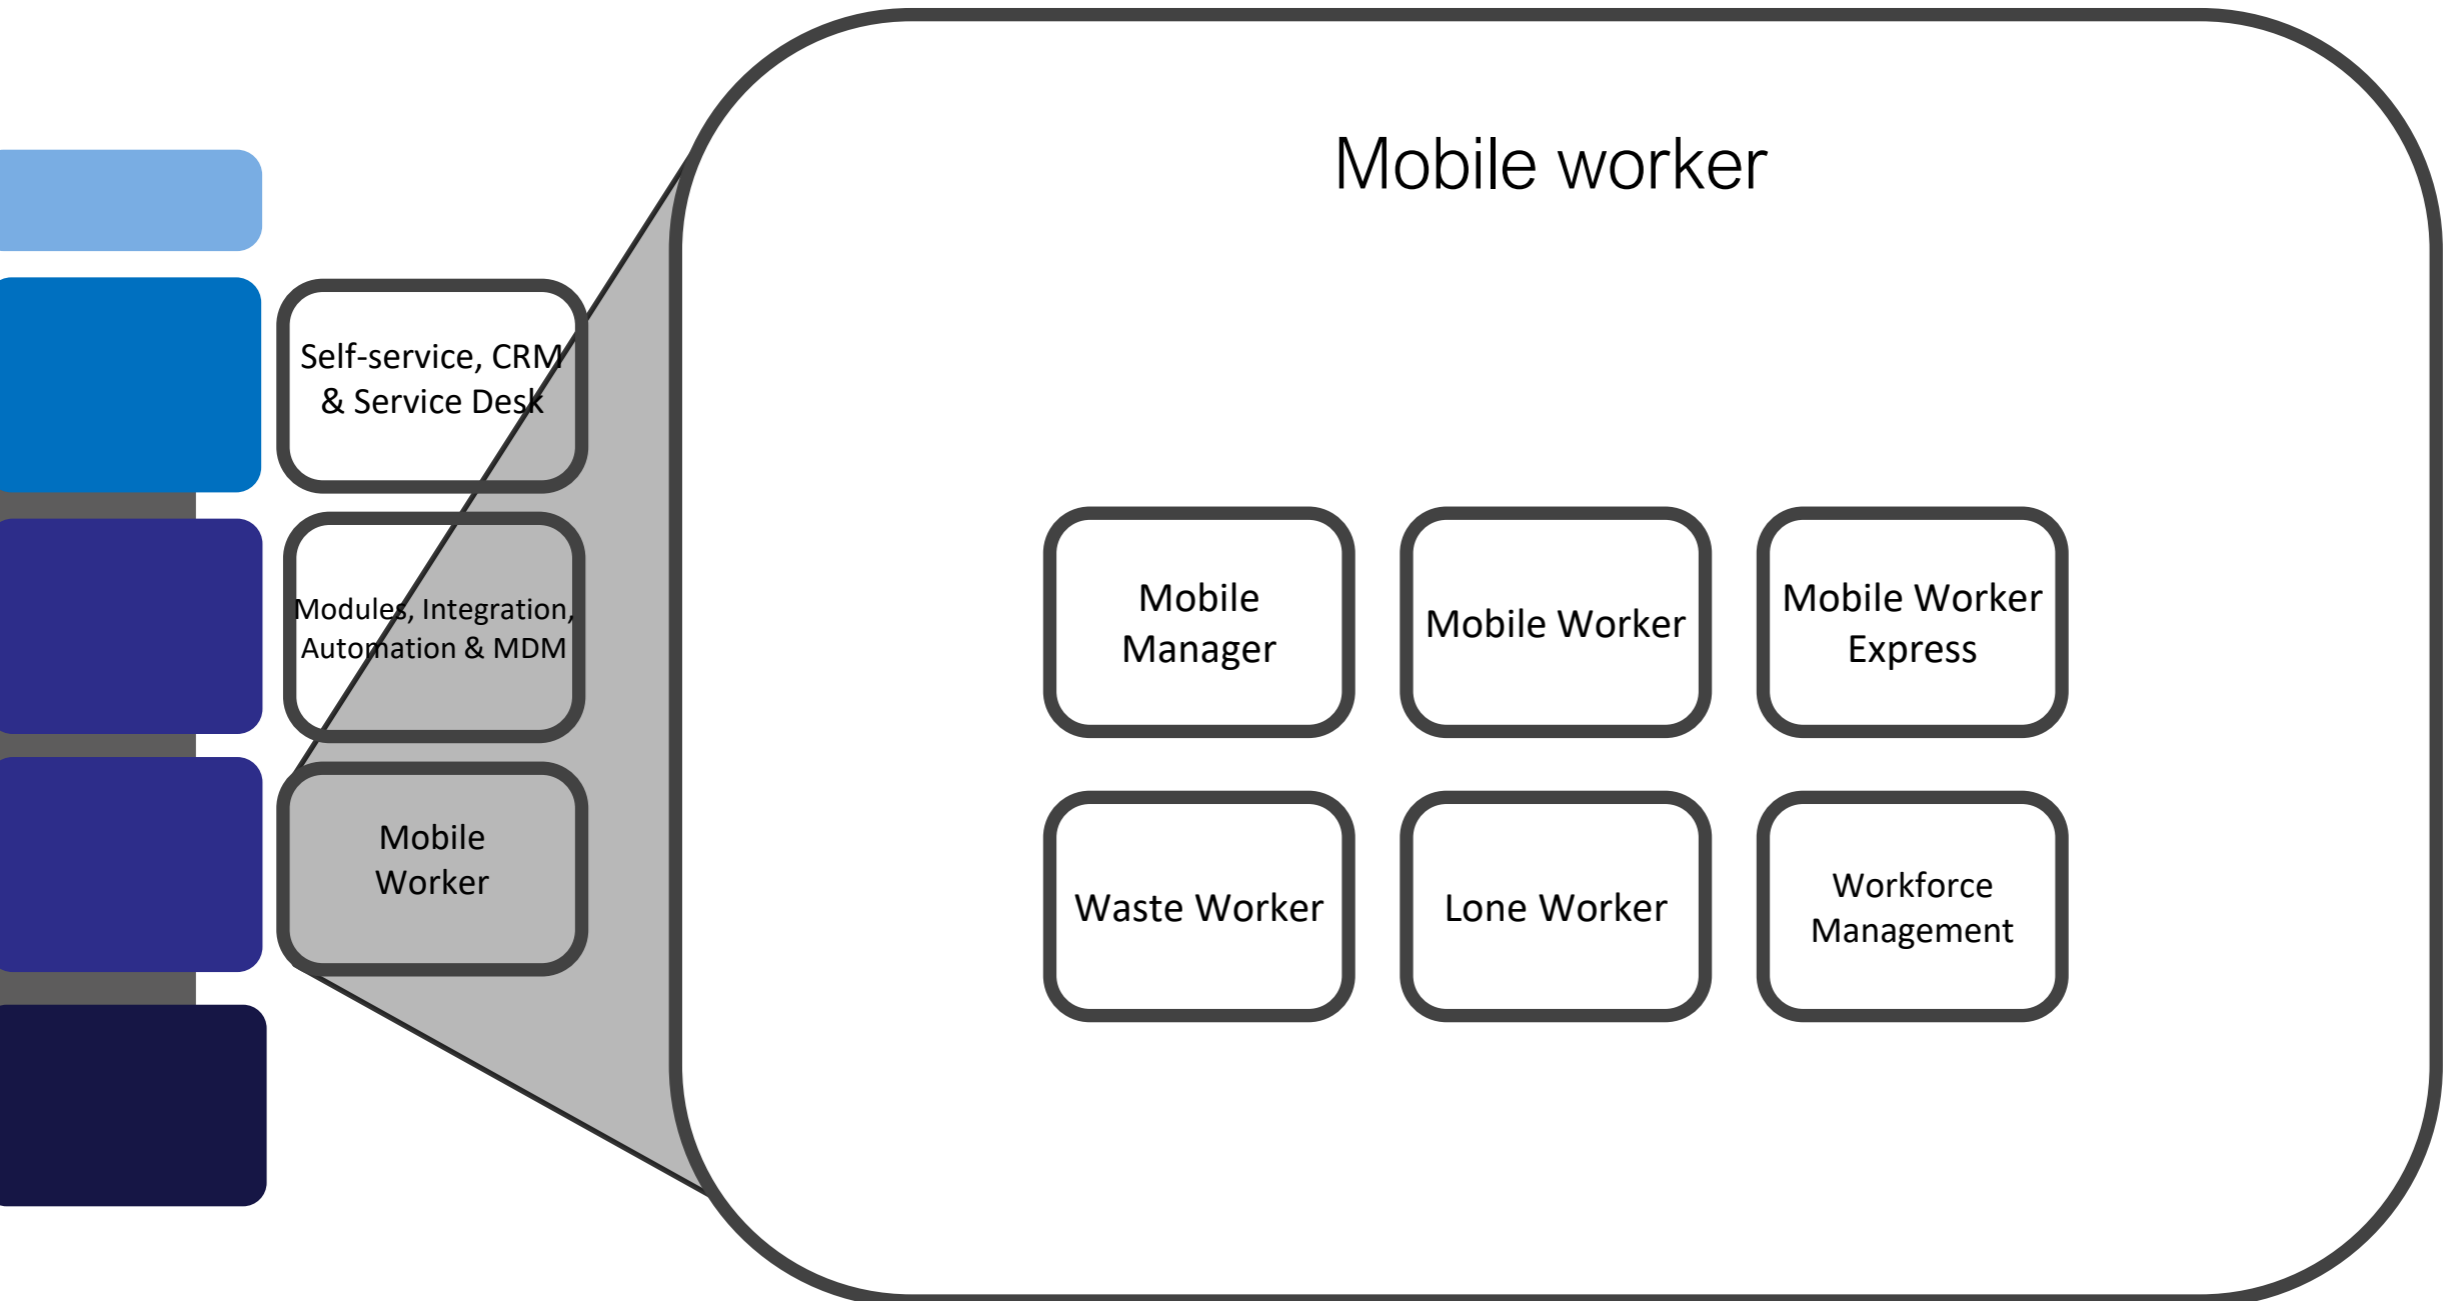 Mobile worker
Self-service, CRM
& Service Desk
Modules, Integration,
Automation & MDM
Mobile
Worker
Mobile
Manager
Mobile Worker
Mobile Worker
Express
Waste Worker
Lone Worker
Workforce
Management